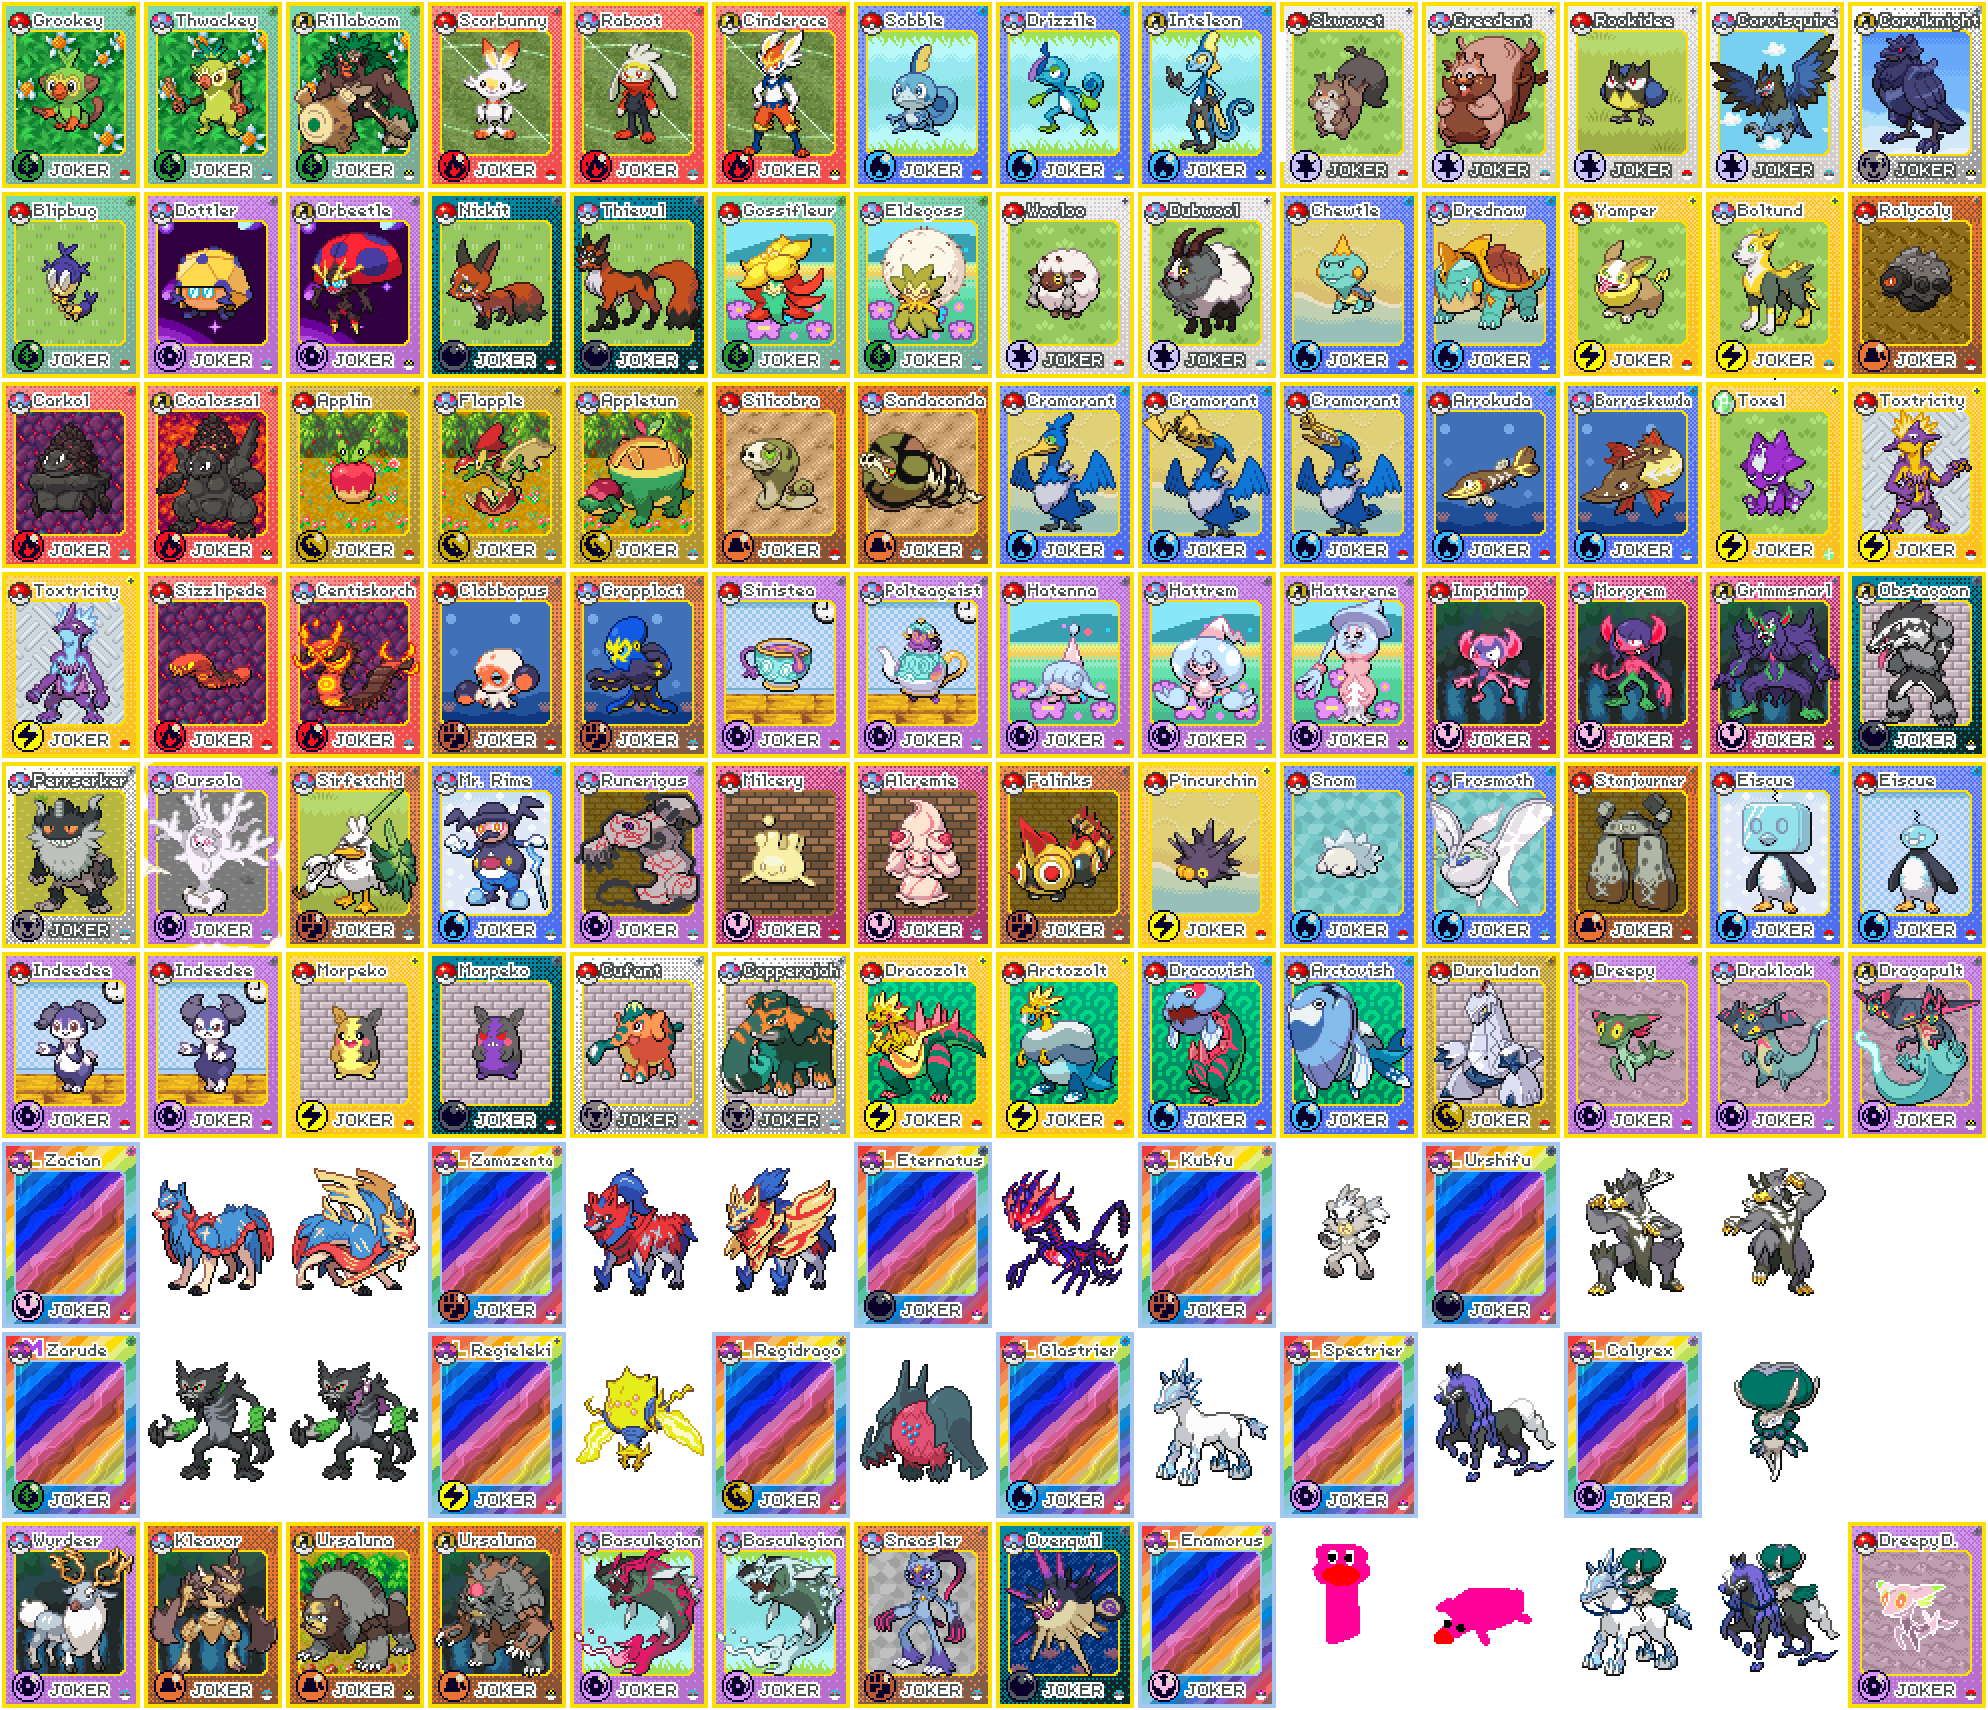 Grookey Thwackey Rillaboom Scorbunny Raboot Cinderace Sobble Drizzile Inteleon Skwovet Greedent Rookidee Corvisquire Corviknight
JOKER JOKER JOKER JOKER JOKER JOKER JOKER JOKER JOKER JOKER JOKER JOKER JOKER JOKER
Blipbug Dottler Orbeetle Nickit Thievul Gossifleur Eldegoss Wooloo Dubwool Chewtle Drednaw Yamper Boltund Rolycoly
JOKER JOKER JOKER JOKER JOKER JOKER JOKER JOKER JOKER JOKER JOKER JOKER JOKER JOKER
Carkol Coalossal Applin Flapple Appletun Silicobra Sandaconda Cramorant Cramorant Cramorant Arrokuda Barraskewda Toxel Toxtricity
JOKER JOKER JOKER JOKER JOKER JOKER JOKER JOKER JOKER JOKER JOKER JOKER JOKER JOKER
Toxtricity Sizzlipede Centiskorch Clobbopus Grapploct Sinistea Polteageist Hatenna Hattrem Hatterene Impidimp Morgrem Grimmsnarl Obstagoon
JOKER JOKER JOKER JOKER JOKER JOKER JOKER JOKER JOKER JOKER JOKER JOKER JOKER JOKER
Perrserker Cursola Sirfetchd Mr. Rime Runerigus Milcery Alcremie Falinks Pincurchin Snom Frosmoth Stonjourner Eiscue Eiscue
JOKER JOKER JOKER JOKER JOKER JOKER JOKER JOKER JOKER JOKER JOKER JOKER JOKER JOKER
Indeedee Indeedee Morpeko Morpeko Cufant Copperajah Dracozolt Arctozolt Dracovish Arctovish Duraludon Dreepy Drakloak Dragapult
JOKER JOKER JOKER JOKER JOKER JOKER JOKER JOKER JOKER JOKER JOKER JOKER JOKER JOKER
L Zacian L Zamazenta L Eternatus L Kubfu L Urshifu
JOKER JOKER JOKER JOKER JOKER
M Zarude L Regieleki L Regidrago L Glastrier L Spectrier L Calyrex
JOKER JOKER JOKER JOKER JOKER JOKER
Wyrdeer Kleavor Ursaluna Ursaluna Basculegion Basculegion Sneasler Overqwil L Enamorus Dreepy D.
JOKER JOKER JOKER JOKER JOKER JOKER JOKER JOKER JOKER JOKER